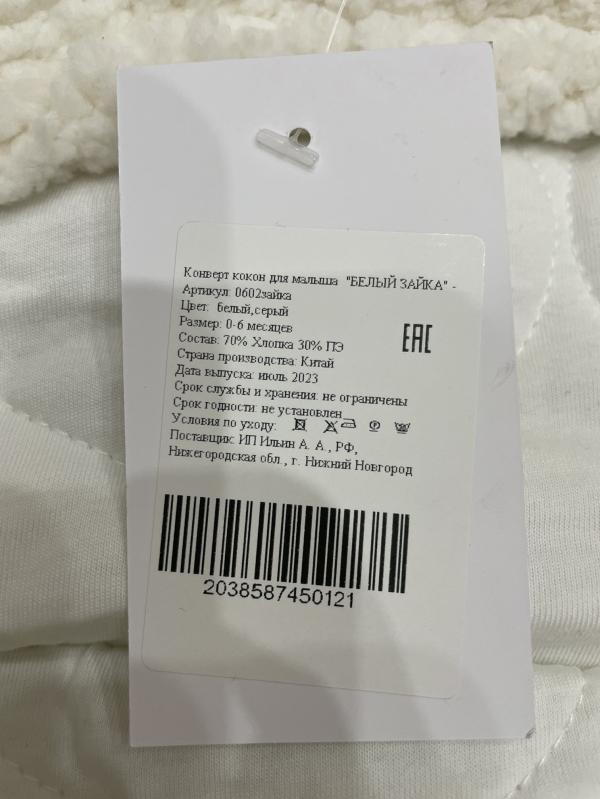 Конверт кокон для малыша "БЕЛЫЙ ЗАЙКА" -
Артикул: 0602зайка
Цвет: белый,серый
Размер: 0-6 месяцев
EAC
Состав: 70% Хлопка 30% ПЭ
Страна производства: Китай
Дата выпуска: июль 2023
Срок службы и хранения: не ограничены
Срок годности: не установлен
Условия по уходу:
Поставщик: ИП Ильин А. А., РФ,
Нижегородская обл., г. Нижний Новгород
2038587450121